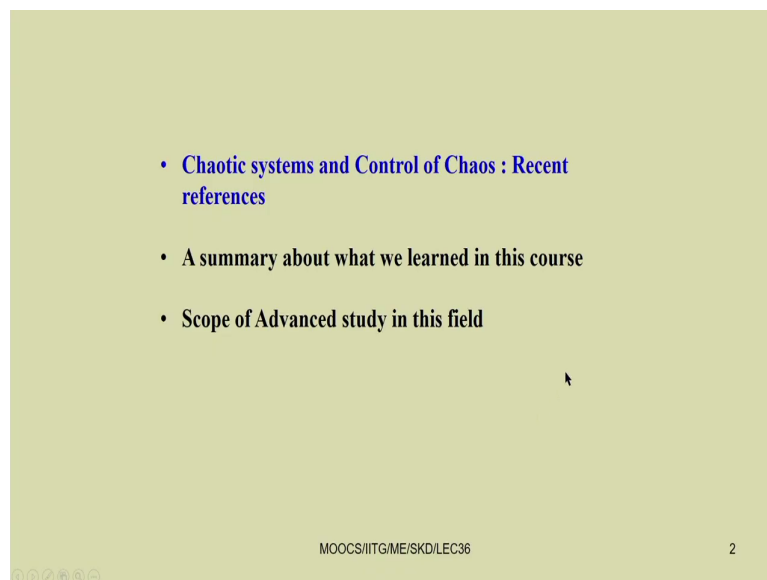 • Chaotic systems and Control of Chaos : Recent
references
• A summary about what we learned in this course
• Scope of Advanced study in this field
MOOCS/IITG/ME/SKD/LEC36
2